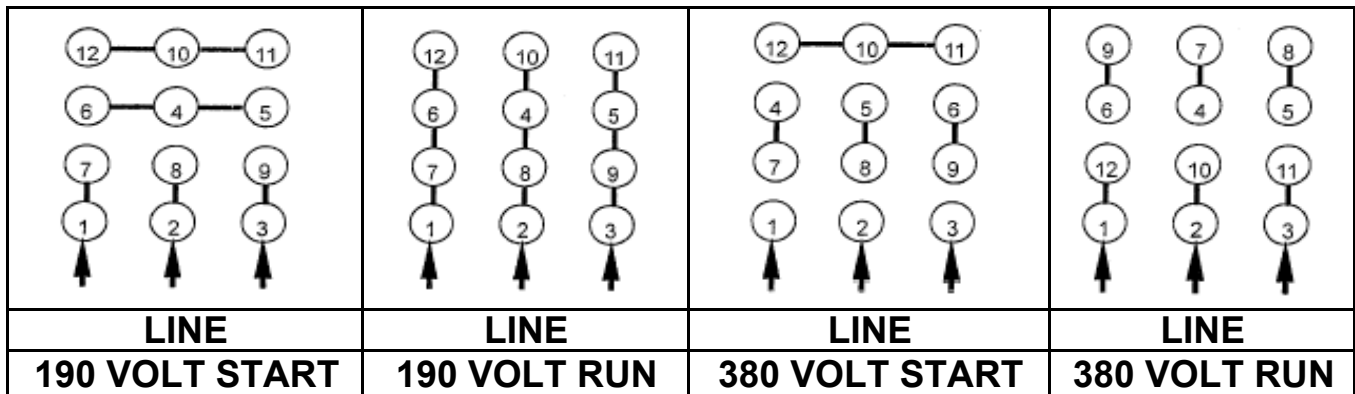 12 10 11 12 10 11 12 10 11 9 7 8
6 4 5 6 4 5 4 5 6 6 4 5
7 8 9 7 8 9 7 8 9 12 10 11
1 2 3 1 2 3 1 2 3 1 2 3
LINE LINE LINE LINE
190 VOLT START 190 VOLT RUN 380 VOLT START 380 VOLT RUN